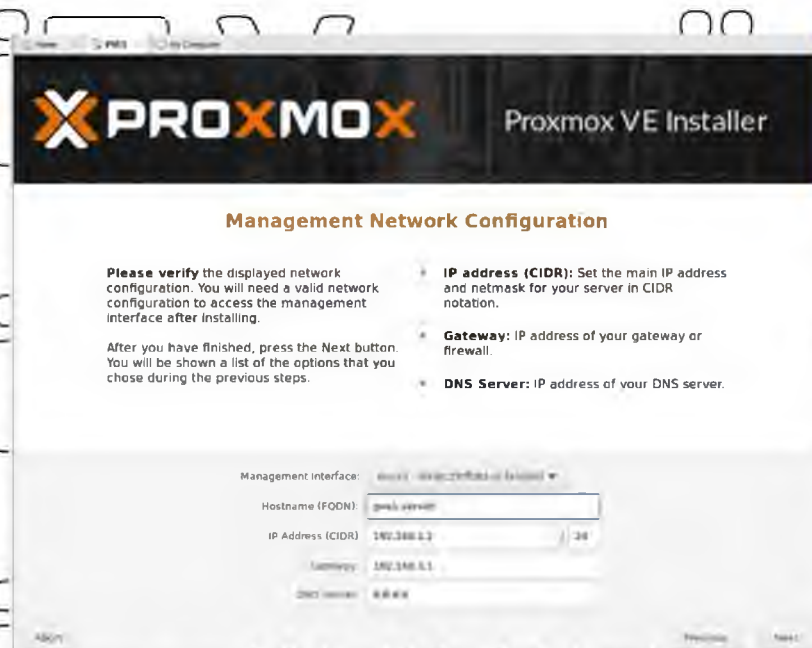 PROXMOX
Proxmox VE Installer
Management Network Configuration
Please verify the displayed network
configuration. You will need a valid network
configuration to access the management
interface after installing.
After you have finished, press the Next button.
You will be shown a list of the options that you
chose during the previous steps.
IP address (CIDR): Set the main IP address
and netmask for your server in CIDR
notation.
Gateway: IP address of your gateway or
firewall.
DNS Server: IP address of your DNS server.
Management Interface:
Hostname (FQDN):
IP Address (CIDR)
Gateway:
DNS Server:
Abort
Previous
Next